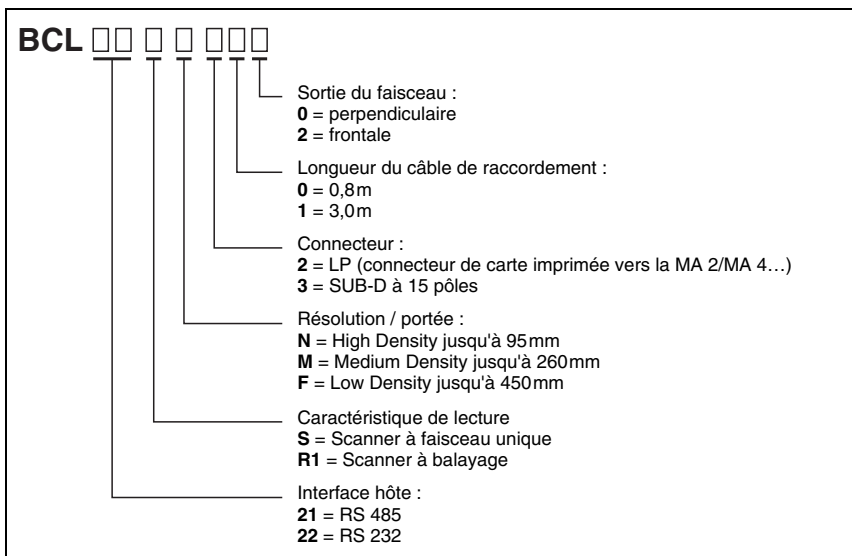 BCL □□ □ □ □□□
Sortie du faisceau :
0 = perpendiculaire
2 = frontale
Longueur du câble de raccordement :
0 = 0,8m
1 = 3,0m
Connecteur :
2 = LP (connecteur de carte imprimée vers la MA 2/MA 4…)
3 = SUB-D à 15 pôles
Résolution / portée :
N = High Density jusqu'à 95mm
M = Medium Density jusqu'à 260mm
F = Low Density jusqu'à 450mm
Caractéristique de lecture
S = Scanner à faisceau unique
R1 = Scanner à balayage
Interface hôte :
21 = RS 485
22 = RS 232